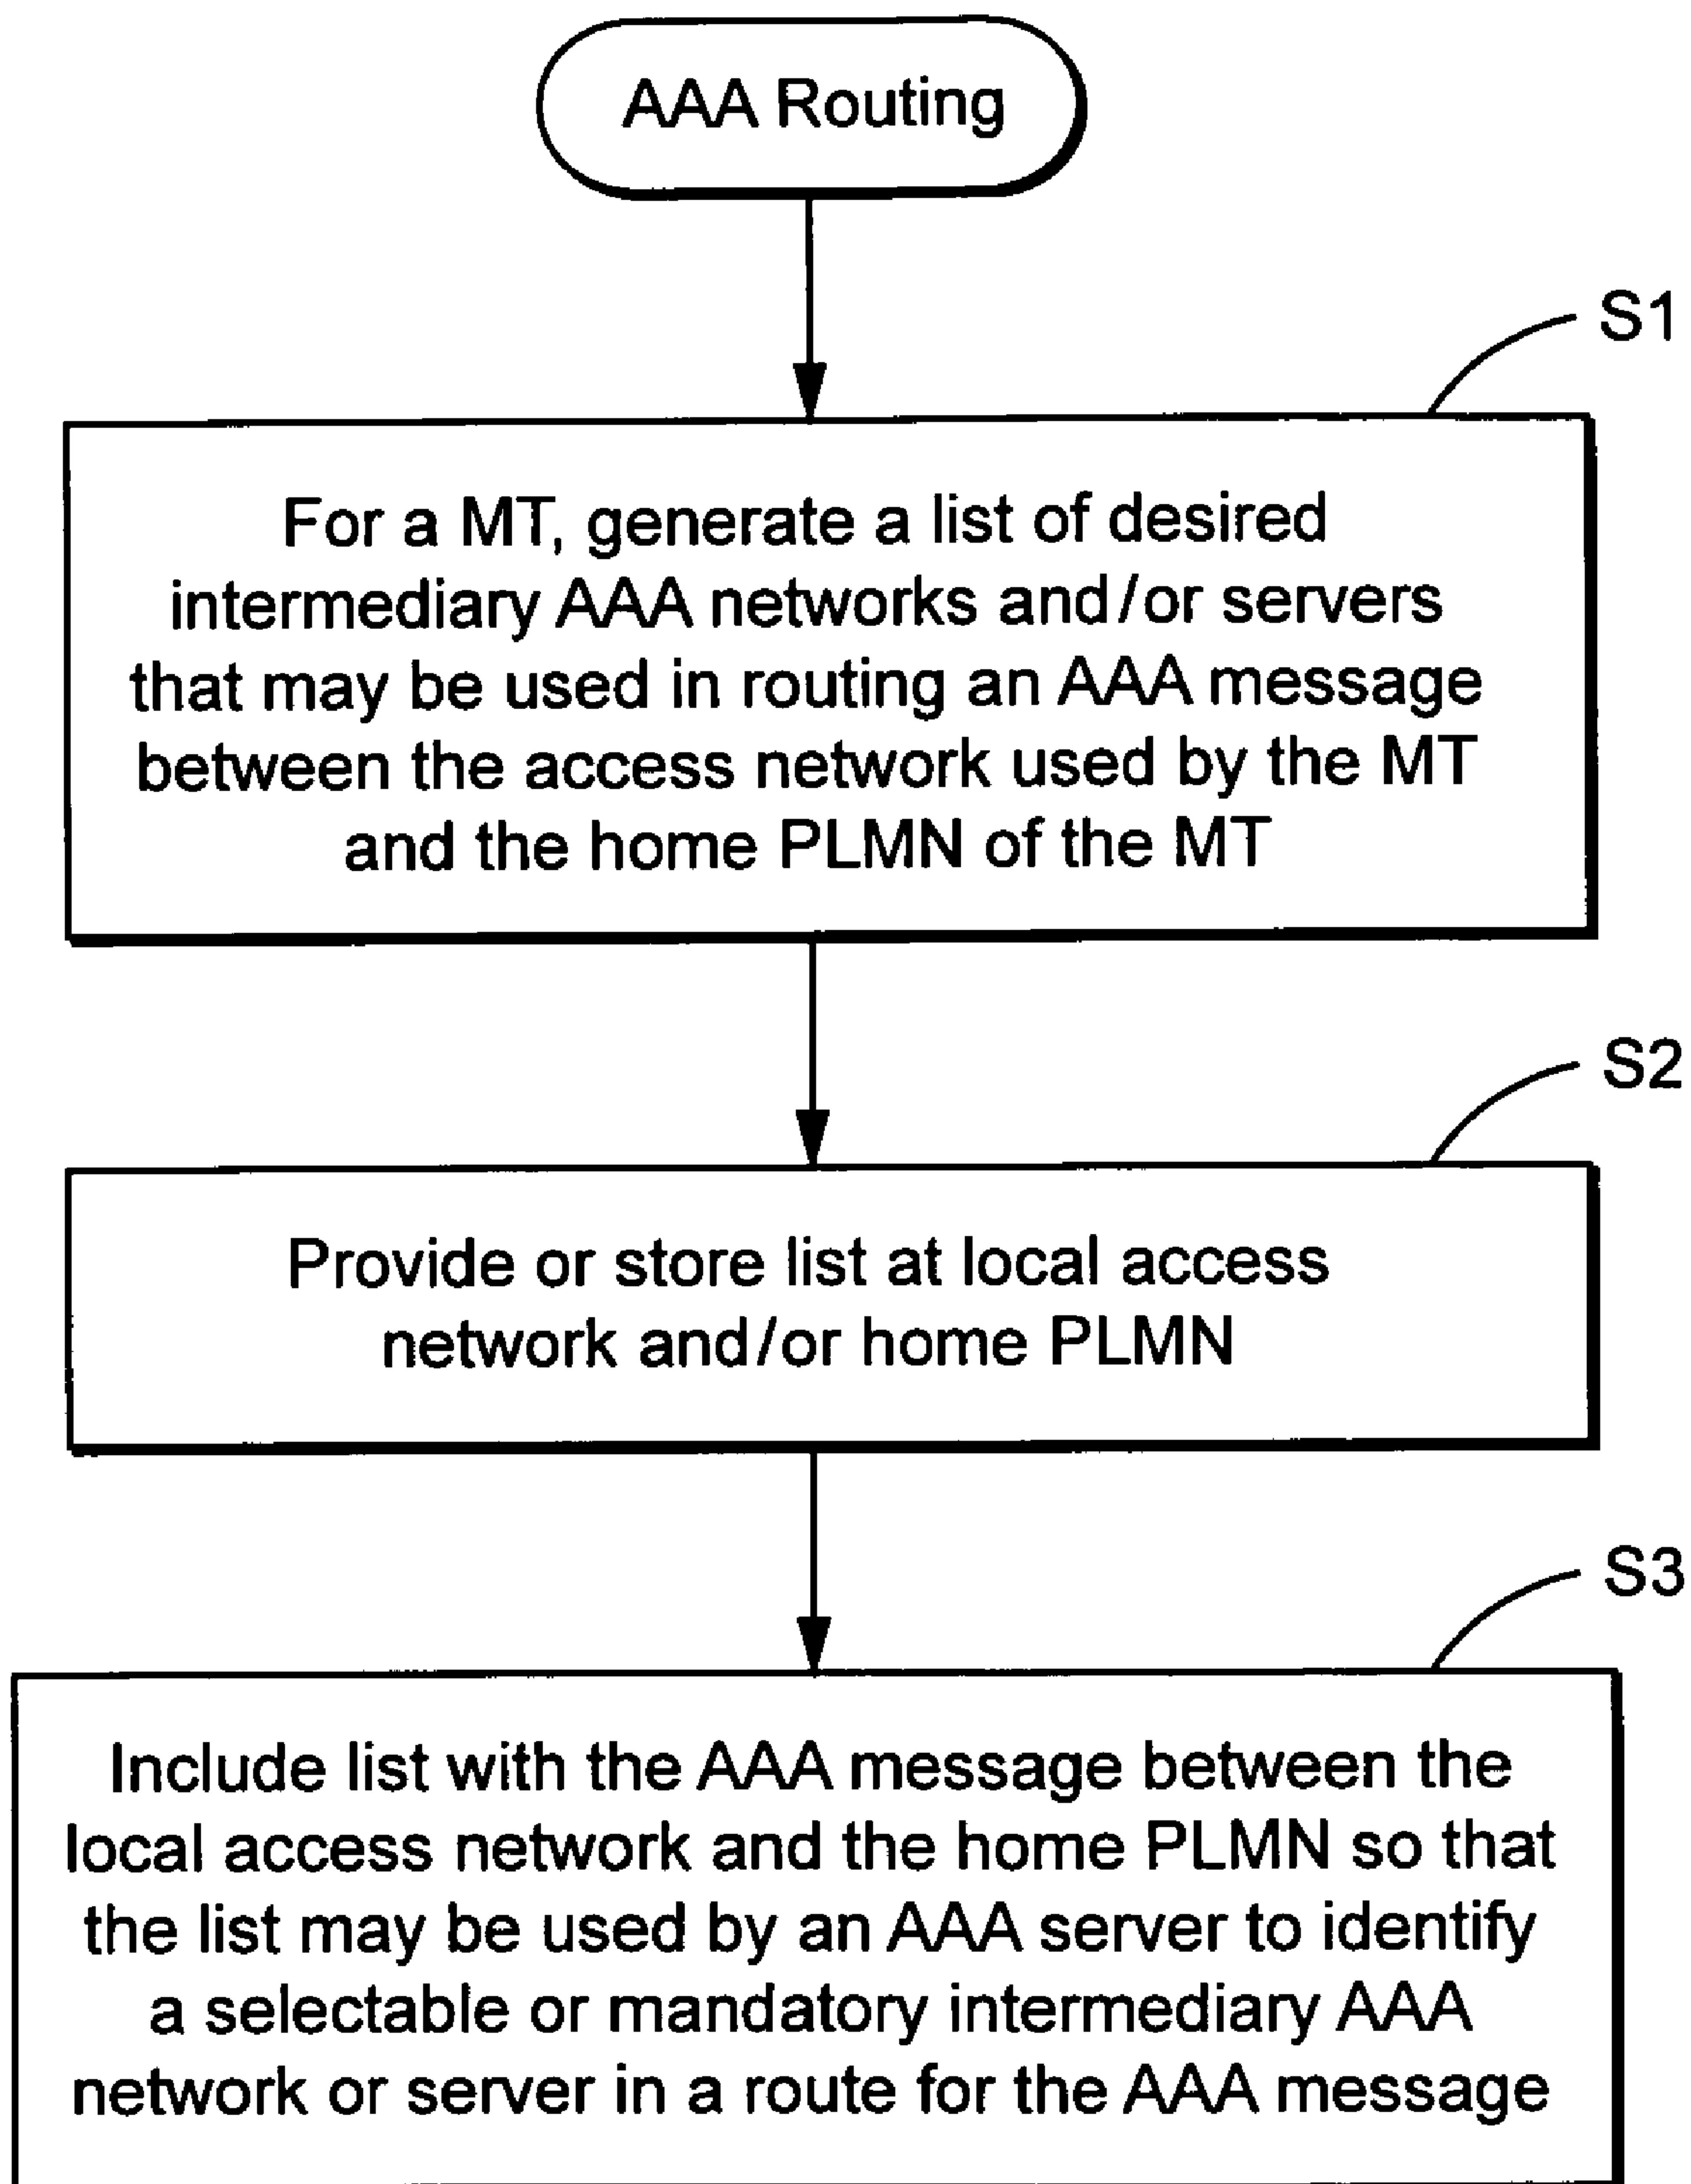 AAA Routing
S1
For a MT, generate a list of desired
intermediary AAA networks and/or servers
that may be used in routing an AAA message
between the access network used by the MT
and the home PLMN of the MT
S2
Provide or store list at local access
network and/or home PLMN
S3
Include list with the AAA message between the
local access network and the home PLMN so that
the list may be used by an AAA server to identify
a selectable or mandatory intermediary AAA
network or server in a route for the AAA message